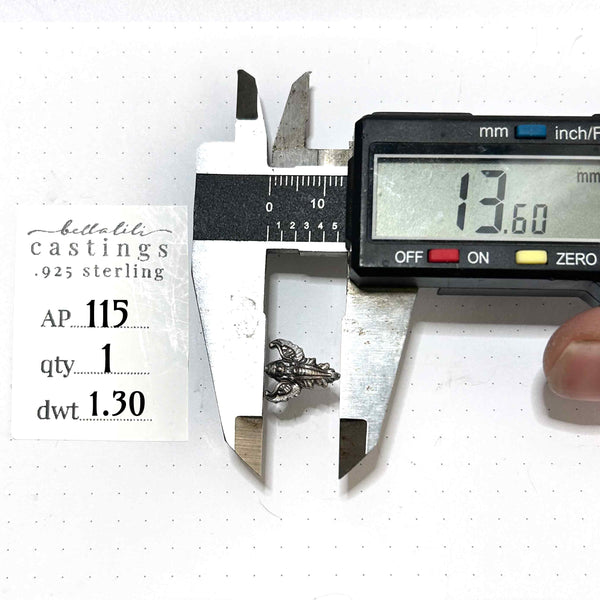 bellalili
castings
.925 sterling
AP 115
qty 1
dwt 1.30
mm inch/F
13.60 mm
OFF ON ZERO
0 10
0 1 2 3 4 5